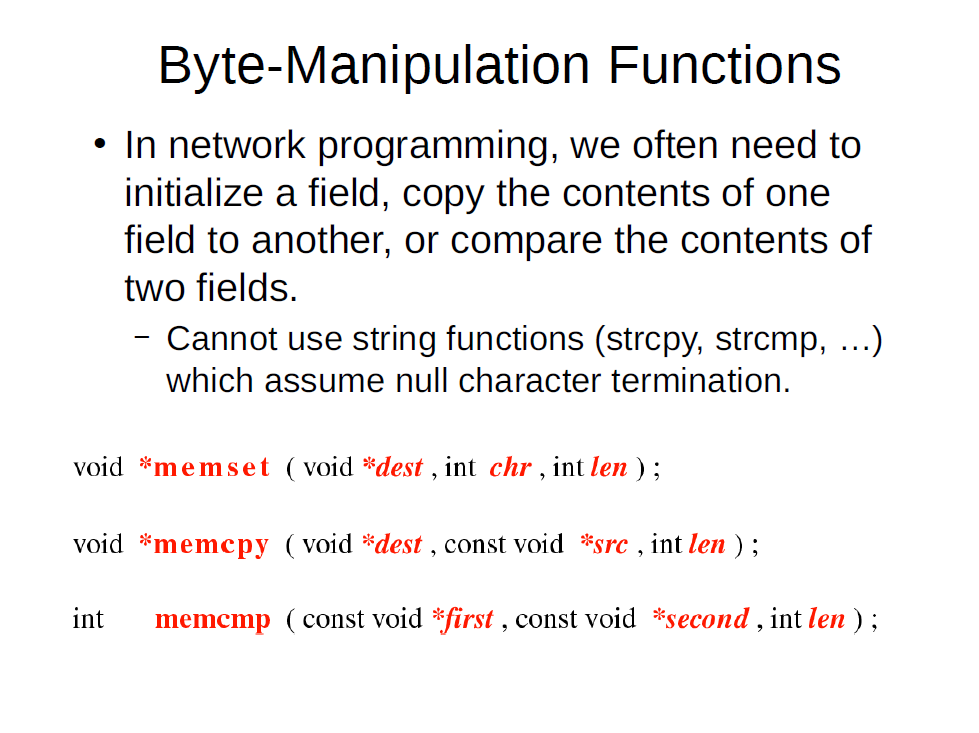 Byte-Manipulation Functions
• In network programming, we often need to
initialize a field, copy the contents of one
field to another, or compare the contents of
two fields.
– Cannot use string functions (strcpy, strcmp, …)
which assume null character termination.
void *memset ( void *dest , int chr , int len ) ;
void *memcpy ( void *dest , const void *src , int len ) ;
int memcmp ( const void *first , const void *second , int len ) ;